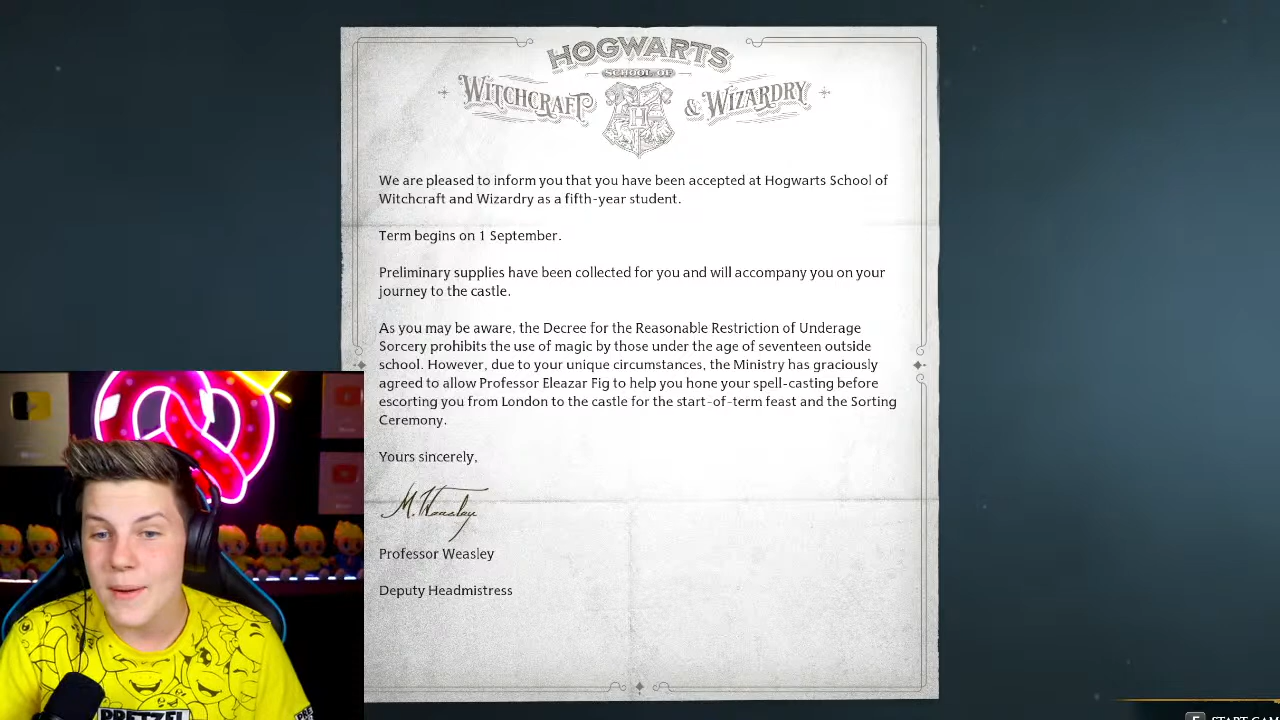 HOGWARTS
SCHOOL OF
WITCHCRAFT & WIZARDRY
H
We are pleased to inform you that you have been accepted at Hogwarts School of
Witchcraft and Wizardry as a fifth-year student.
Term begins on 1 September.
Preliminary supplies have been collected for you and will accompany you on your
journey to the castle.
As you may be aware, the Decree for the Reasonable Restriction of Underage
Sorcery prohibits the use of magic by those under the age of seventeen outside
school. However, due to your unique circumstances, the Ministry has graciously
agreed to allow Professor Eleazar Fig to help you hone your spell-casting before
escorting you from London to the castle for the start-of-term feast and the Sorting
Ceremony.
Yours sincerely,
M. Weasley
Professor Weasley
Deputy Headmistress
PRETZEL